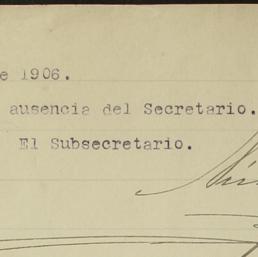 e 1906.
ausencia del Secretario.
El Subsecretario.